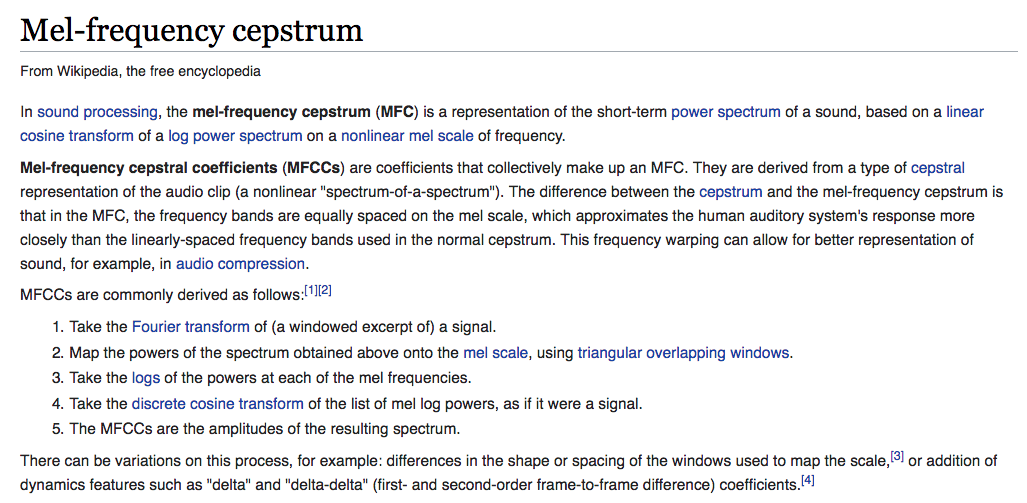 Mel-frequency cepstrum
From Wikipedia, the free encyclopedia
In sound processing, the mel-frequency cepstrum (MFC) is a representation of the short-term power spectrum of a sound, based on a linear
cosine transform of a log power spectrum on a nonlinear mel scale of frequency.
Mel-frequency cepstral coefficients (MFCCs) are coefficients that collectively make up an MFC. They are derived from a type of cepstral
representation of the audio clip (a nonlinear "spectrum-of-a-spectrum"). The difference between the cepstrum and the mel-frequency cepstrum is
that in the MFC, the frequency bands are equally spaced on the mel scale, which approximates the human auditory system's response more
closely than the linearly-spaced frequency bands used in the normal cepstrum. This frequency warping can allow for better representation of
sound, for example, in audio compression.
MFCCs are commonly derived as follows:[1][2]
1. Take the Fourier transform of (a windowed excerpt of) a signal.
2. Map the powers of the spectrum obtained above onto the mel scale, using triangular overlapping windows.
3. Take the logs of the powers at each of the mel frequencies.
4. Take the discrete cosine transform of the list of mel log powers, as if it were a signal.
5. The MFCCs are the amplitudes of the resulting spectrum.
There can be variations on this process, for example: differences in the shape or spacing of the windows used to map the scale,[3] or addition of
dynamics features such as "delta" and "delta-delta" (first- and second-order frame-to-frame difference) coefficients.[4]